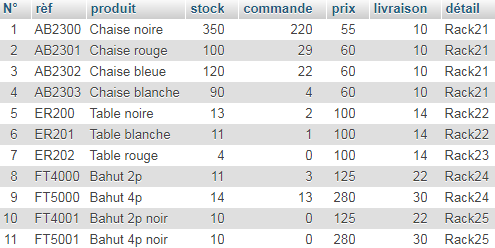 N° rèf produit stock commande prix livraison détail
1 AB2300 Chaise noire 350 220 55 10 Rack21
2 AB2301 Chaise rouge 100 29 60 10 Rack21
3 AB2302 Chaise bleue 120 22 60 10 Rack21
4 AB2303 Chaise blanche 90 4 60 10 Rack21
5 ER200 Table noire 13 2 100 14 Rack22
6 ER201 Table blanche 11 1 100 14 Rack22
7 ER202 Table rouge 4 0 100 14 Rack23
8 FT4000 Bahut 2p 11 3 125 22 Rack24
9 FT5000 Bahut 4p 14 13 280 30 Rack24
10 FT4001 Bahut 2p noir 10 0 125 22 Rack25
11 FT5001 Bahut 4p noir 10 0 280 30 Rack25